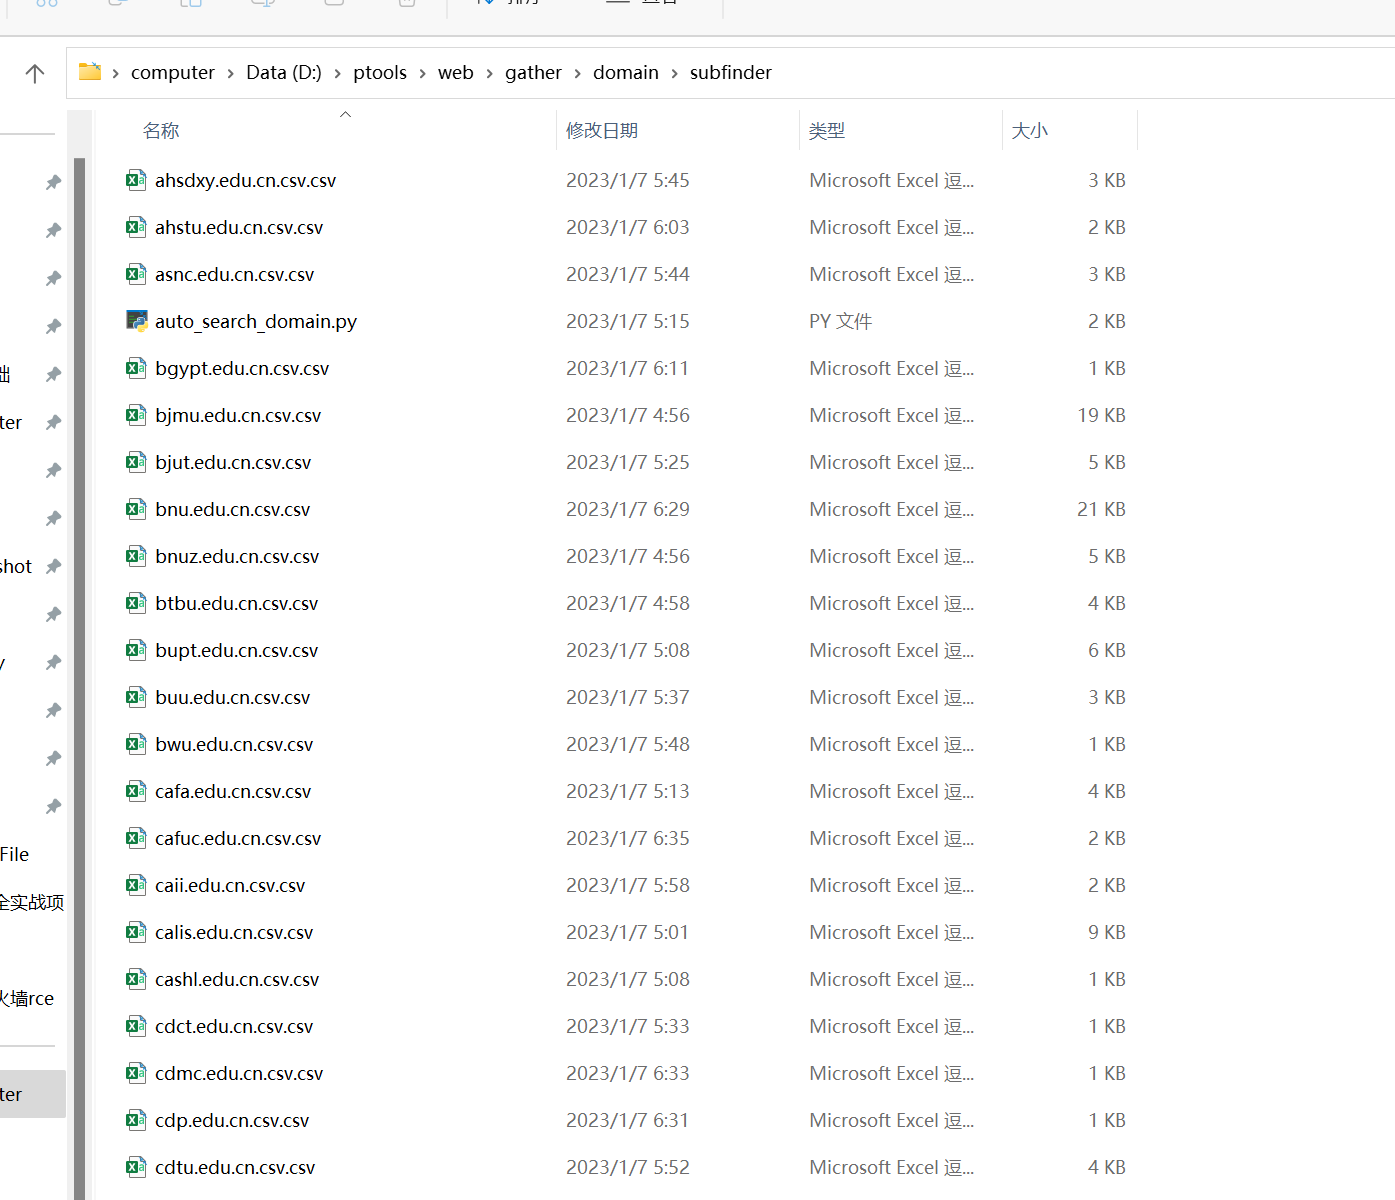 computer › Data (D:) › ptools › web › gather › domain › subfinder
名称 修改日期 类型 大小
ahsdxy.edu.cn.csv.csv 2023/1/7 5:45 Microsoft Excel 逗... 3 KB
ahstu.edu.cn.csv.csv 2023/1/7 6:03 Microsoft Excel 逗... 2 KB
asnc.edu.cn.csv.csv 2023/1/7 5:44 Microsoft Excel 逗... 3 KB
auto_search_domain.py 2023/1/7 5:15 PY 文件 2 KB
bgypt.edu.cn.csv.csv 2023/1/7 6:11 Microsoft Excel 逗... 1 KB
bjmu.edu.cn.csv.csv 2023/1/7 4:56 Microsoft Excel 逗... 19 KB
ter
bjut.edu.cn.csv.csv 2023/1/7 5:25 Microsoft Excel 逗... 5 KB
bnu.edu.cn.csv.csv 2023/1/7 6:29 Microsoft Excel 逗... 21 KB
bnuz.edu.cn.csv.csv 2023/1/7 4:56 Microsoft Excel 逗... 5 KB
shot
btbu.edu.cn.csv.csv 2023/1/7 4:58 Microsoft Excel 逗... 4 KB
bupt.edu.cn.csv.csv 2023/1/7 5:08 Microsoft Excel 逗... 6 KB
buu.edu.cn.csv.csv 2023/1/7 5:37 Microsoft Excel 逗... 3 KB
bwu.edu.cn.csv.csv 2023/1/7 5:48 Microsoft Excel 逗... 1 KB
cafa.edu.cn.csv.csv 2023/1/7 5:13 Microsoft Excel 逗... 4 KB
cafuc.edu.cn.csv.csv 2023/1/7 6:35 Microsoft Excel 逗... 2 KB
File
caii.edu.cn.csv.csv 2023/1/7 5:58 Microsoft Excel 逗... 2 KB
全实战项
calis.edu.cn.csv.csv 2023/1/7 5:01 Microsoft Excel 逗... 9 KB
cashl.edu.cn.csv.csv 2023/1/7 5:08 Microsoft Excel 逗... 1 KB
火墙rce
cdct.edu.cn.csv.csv 2023/1/7 5:33 Microsoft Excel 逗... 1 KB
cdmc.edu.cn.csv.csv 2023/1/7 6:33 Microsoft Excel 逗... 1 KB
ter
cdp.edu.cn.csv.csv 2023/1/7 6:31 Microsoft Excel 逗... 1 KB
cdtu.edu.cn.csv.csv 2023/1/7 5:52 Microsoft Excel 逗... 4 KB